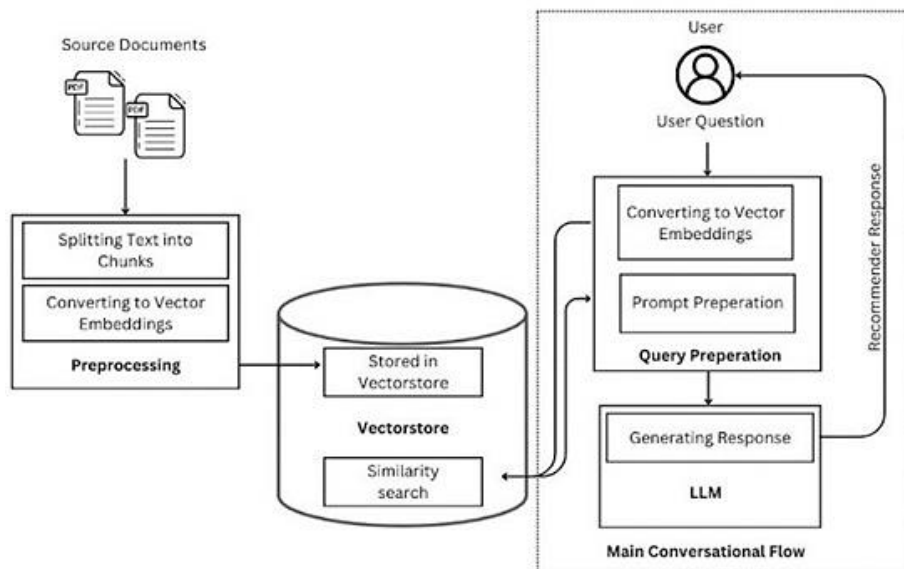 Source Documents
PDF
PDF
Splitting Text into
Chunks
Converting to Vector
Embeddings
Preprocessing
Stored in
Vectorstore
Vectorstore
Similarity
search
User
User Question
Converting to Vector
Embeddings
Prompt Preperation
Query Preperation
Generating Response
LLM
Recommender Response
Main Conversational Flow